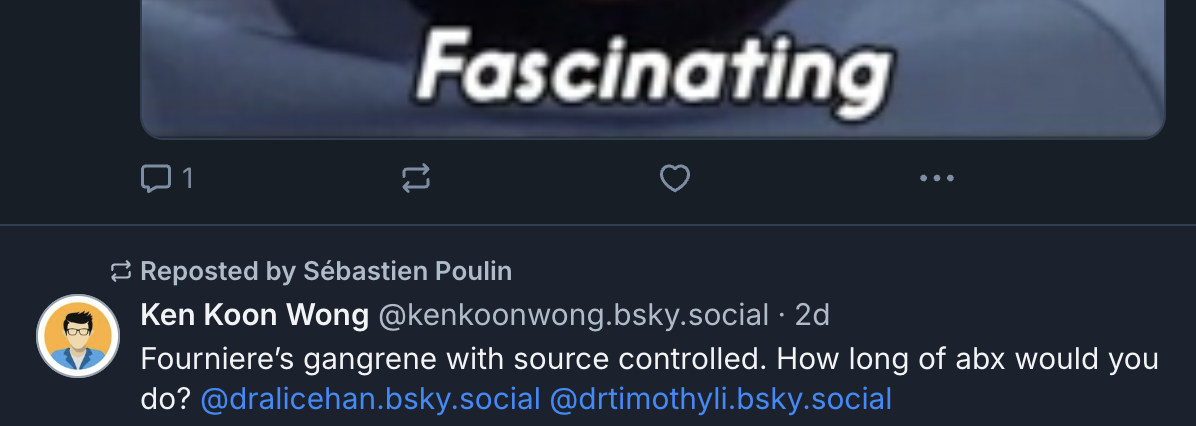 Fascinating
1
Reposted by Sébastien Poulin
Ken Koon Wong @kenkoonwong.bsky.social · 2d
Fourniere’s gangrene with source controlled. How long of abx would you
do? @dralicehan.bsky.social @drtimothyli.bsky.social